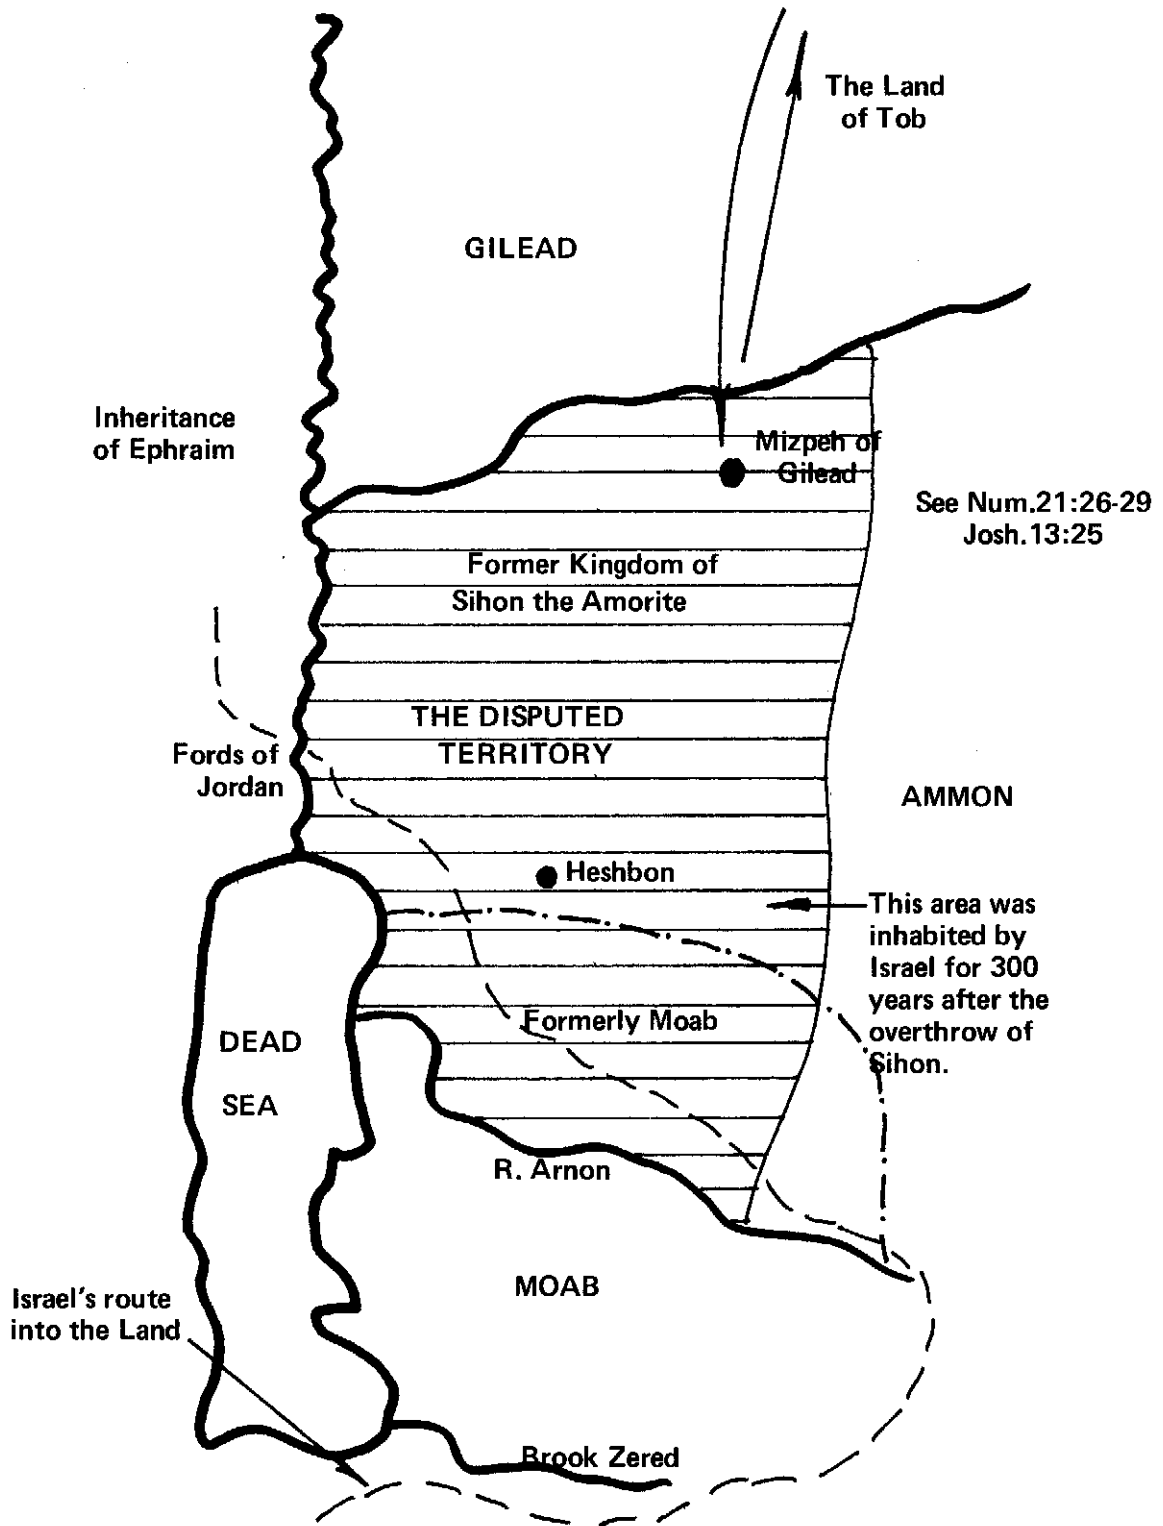 The Land
of Tob
GILEAD
Inheritance
of Ephraim
Mizpeh of
Gilead
See Num.21:26-29
Josh.13:25
Former Kingdom of
Sihon the Amorite
THE DISPUTED
TERRITORY
Fords of
Jordan
AMMON
Heshbon
This area was
inhabited by
Israel for 300
years after the
overthrow of
Sihon.
Formerly Moab
DEAD
SEA
R. Arnon
MOAB
Israel's route
into the Land
Brook Zered